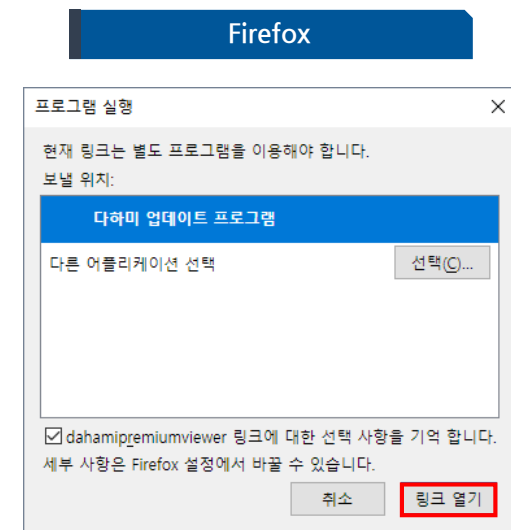 Firefox
프로그램 실행
현재 링크는 별도 프로그램을 이용해야 합니다.
보낼 위치:
다하미 업데이트 프로그램
다른 어플리케이션 선택
선택(C)...
dahamipremiumviewer 링크에 대한 선택 사항을 기억 합니다.
세부 사항은 Firefox 설정에서 바꿀 수 있습니다.
취소
링크 열기